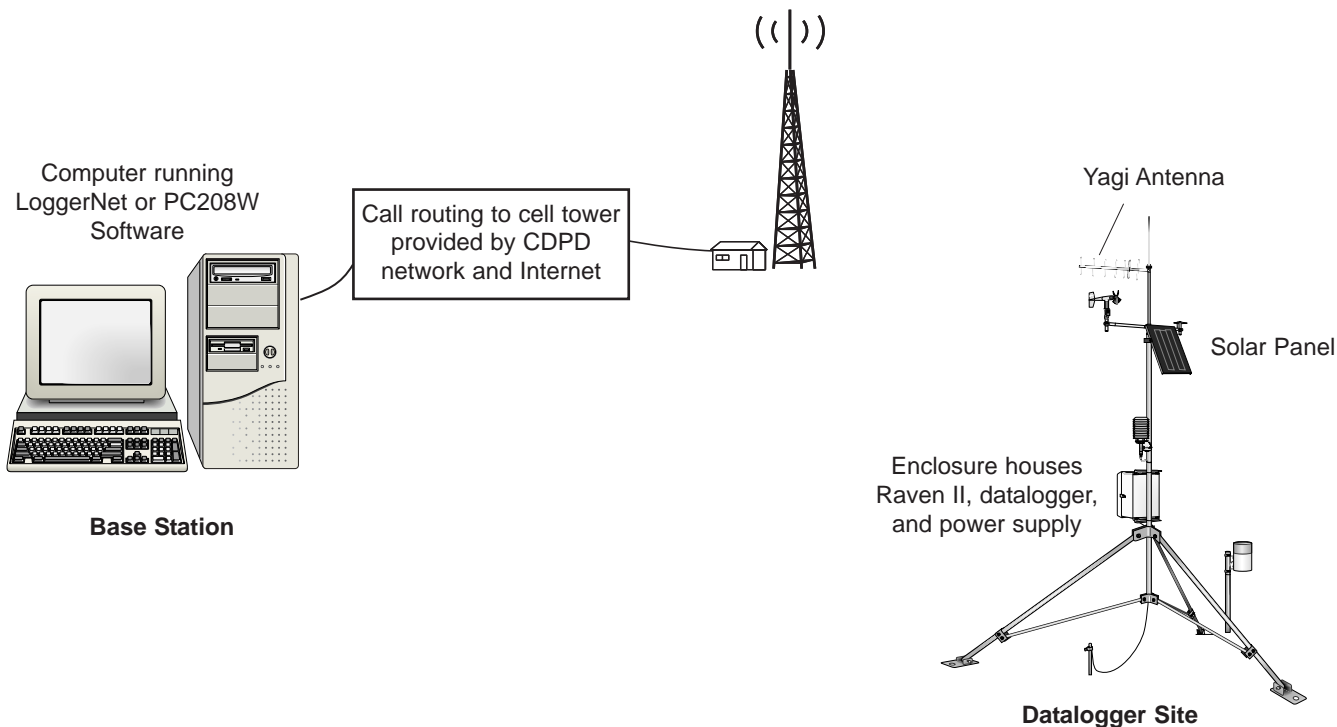 Computer running
LoggerNet or PC208W
Software
Base Station
Call routing to cell tower
provided by CDPD
network and Internet
Yagi Antenna
Solar Panel
Enclosure houses
Raven II, datalogger,
and power supply
Datalogger Site